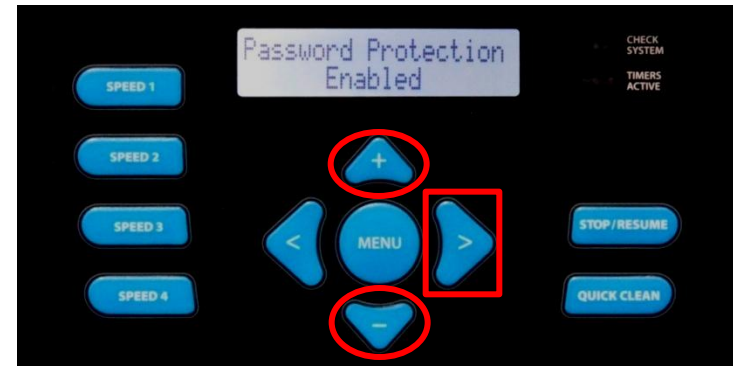 Password Protection
Enabled
CHECK
SYSTEM
TIMERS
ACTIVE
SPEED 1
SPEED 2
SPEED 3
SPEED 4
+
<
MENU
>
−
STOP/RESUME
QUICK CLEAN